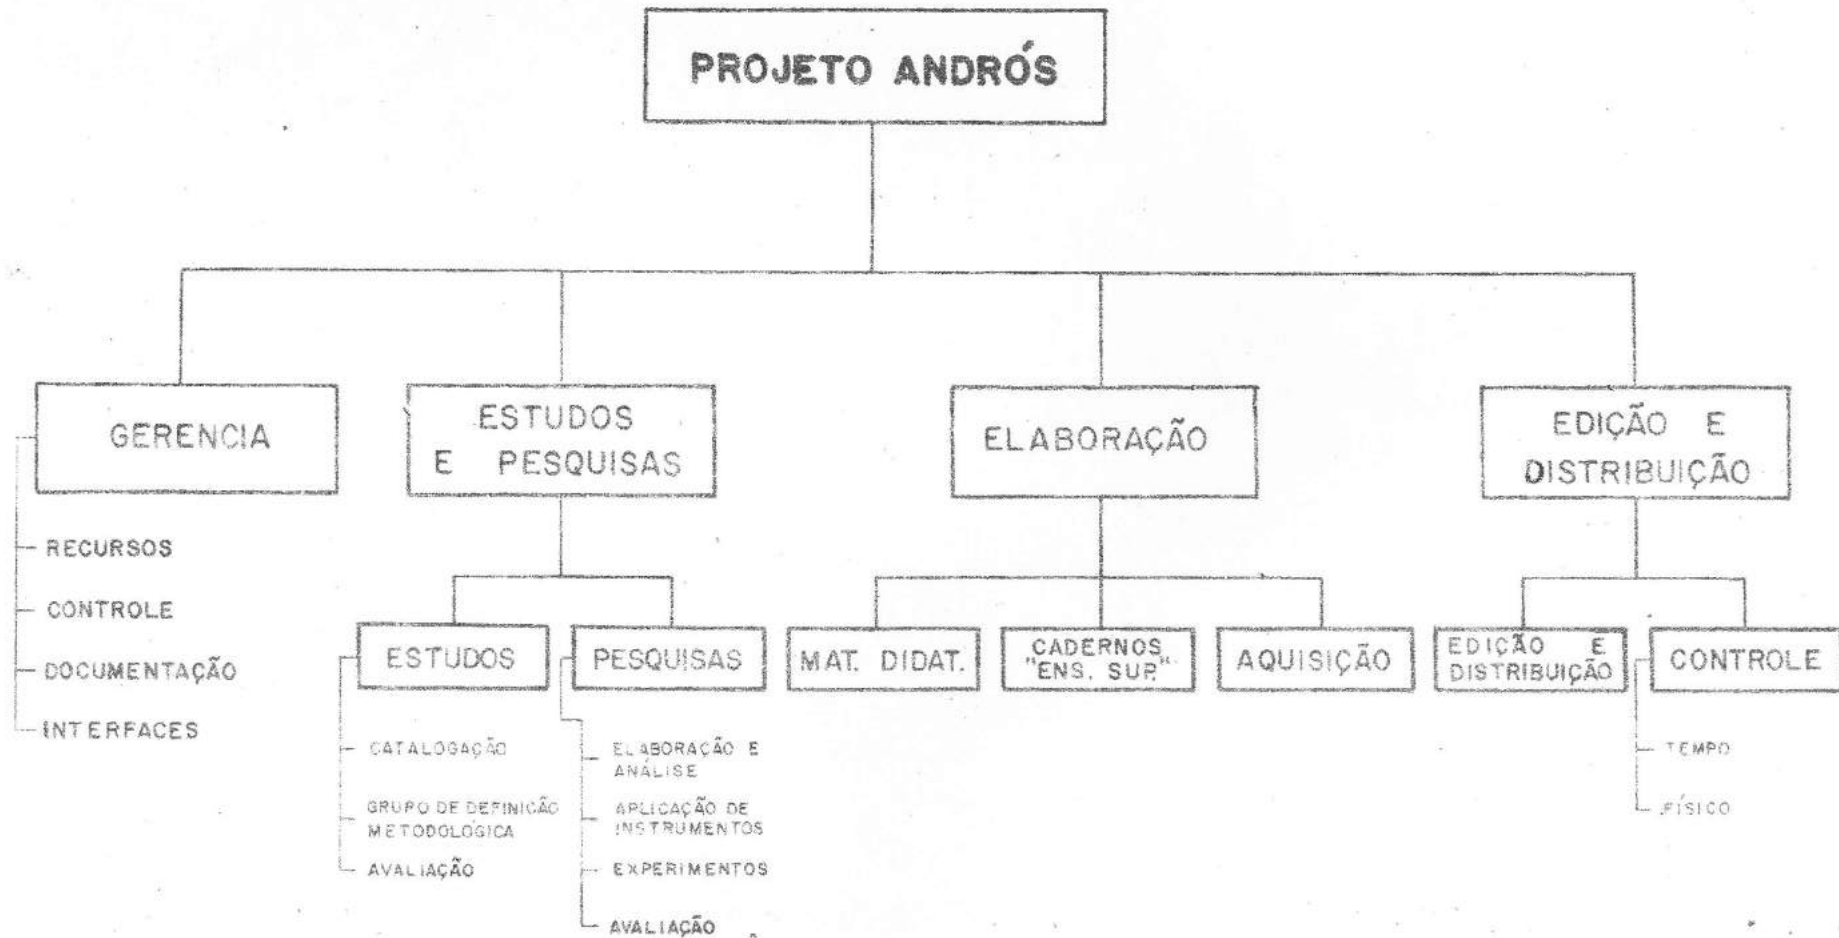 PROJETO ANDRÓS
GERENCIA
RECURSOS
CONTROLE
DOCUMENTAÇÃO
INTERFACES
ESTUDOS
E PESQUISAS
ESTUDOS
CATALOGAÇÃO
GRUPO DE DEFINIÇÃO
METODOLÓGICA
AVALIAÇÃO
PESQUISAS
ELABORAÇÃO E
ANÁLISE
APLICAÇÃO DE
INSTRUMENTOS
EXPERIMENTOS
AVALIAÇÃO
ELABORAÇÃO
MAT. DIDAT.
CADERNOS
"ENS. SUP."
AQUISIÇÃO
EDIÇÃO E
DISTRIBUIÇÃO
EDIÇÃO E
DISTRIBUIÇÃO
CONTROLE
TEMPO
FÍSICO